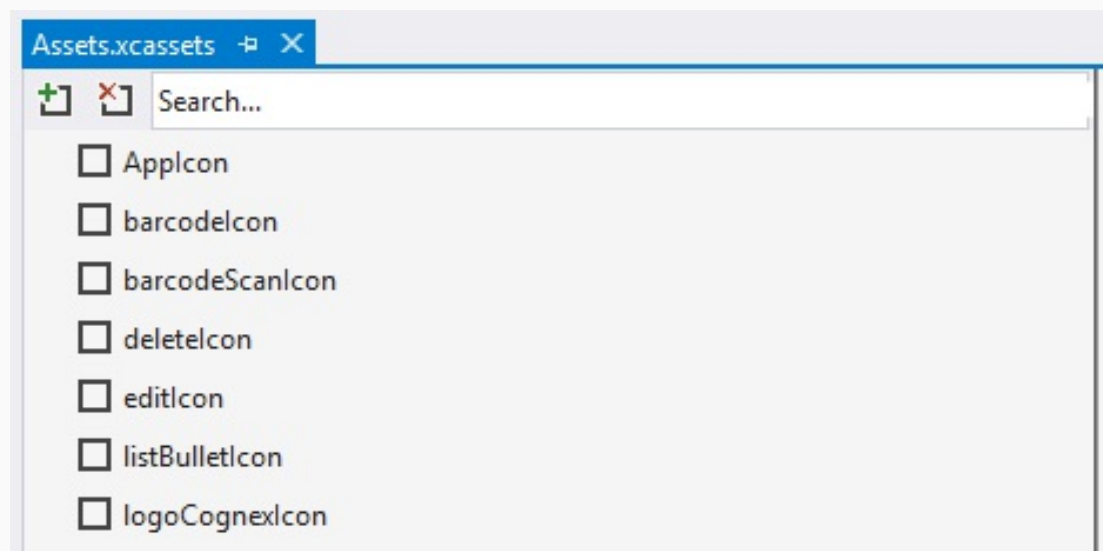 Assets.xcassets
Search...
AppIcon
barcodeIcon
barcodeScanIcon
deleteIcon
editIcon
listBulletIcon
logoCognexIcon